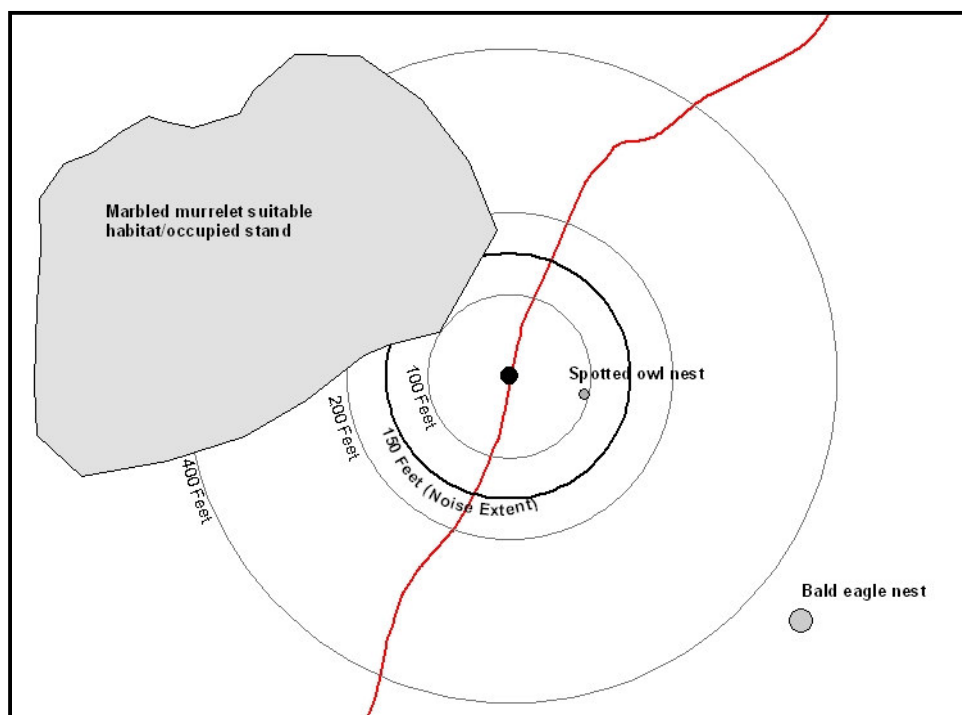 Marbled murrelet suitable
habitat/occupied stand
Spotted owl nest
100 Feet
200 Feet
150 Feet (Noise Extent)
400 Feet
Bald eagle nest